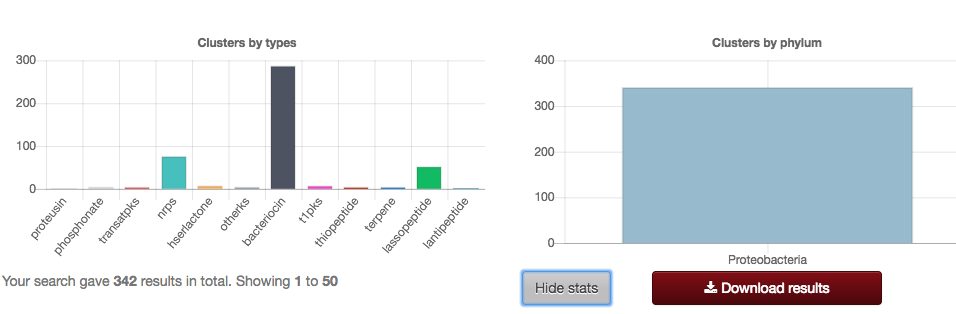 Clusters by types
300
200
100
0
proteusin
phosphonate
transatpks
nrps
hserlactone
otherks
bacteriocin
t1pks
thiopeptide
terpene
lassopeptide
lantipeptide
Clusters by phylum
400
300
200
100
0
Proteobacteria
Your search gave 342 results in total. Showing 1 to 50
Hide stats
Download results